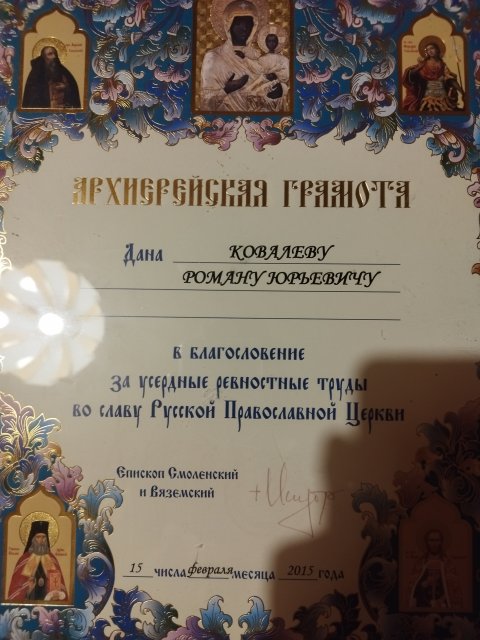 АРХИЕРЕЙСКАЯ ГРАМОТА
Дана КОВАЛЕВУ
РОМАНУ ЮРЬЕВИЧУ
в благословение
за усердные ревностные труды
во славу Русской Православной Церкви
Епископ Смоленский
и Вяземский
15 числа февраля месяца 2015 года